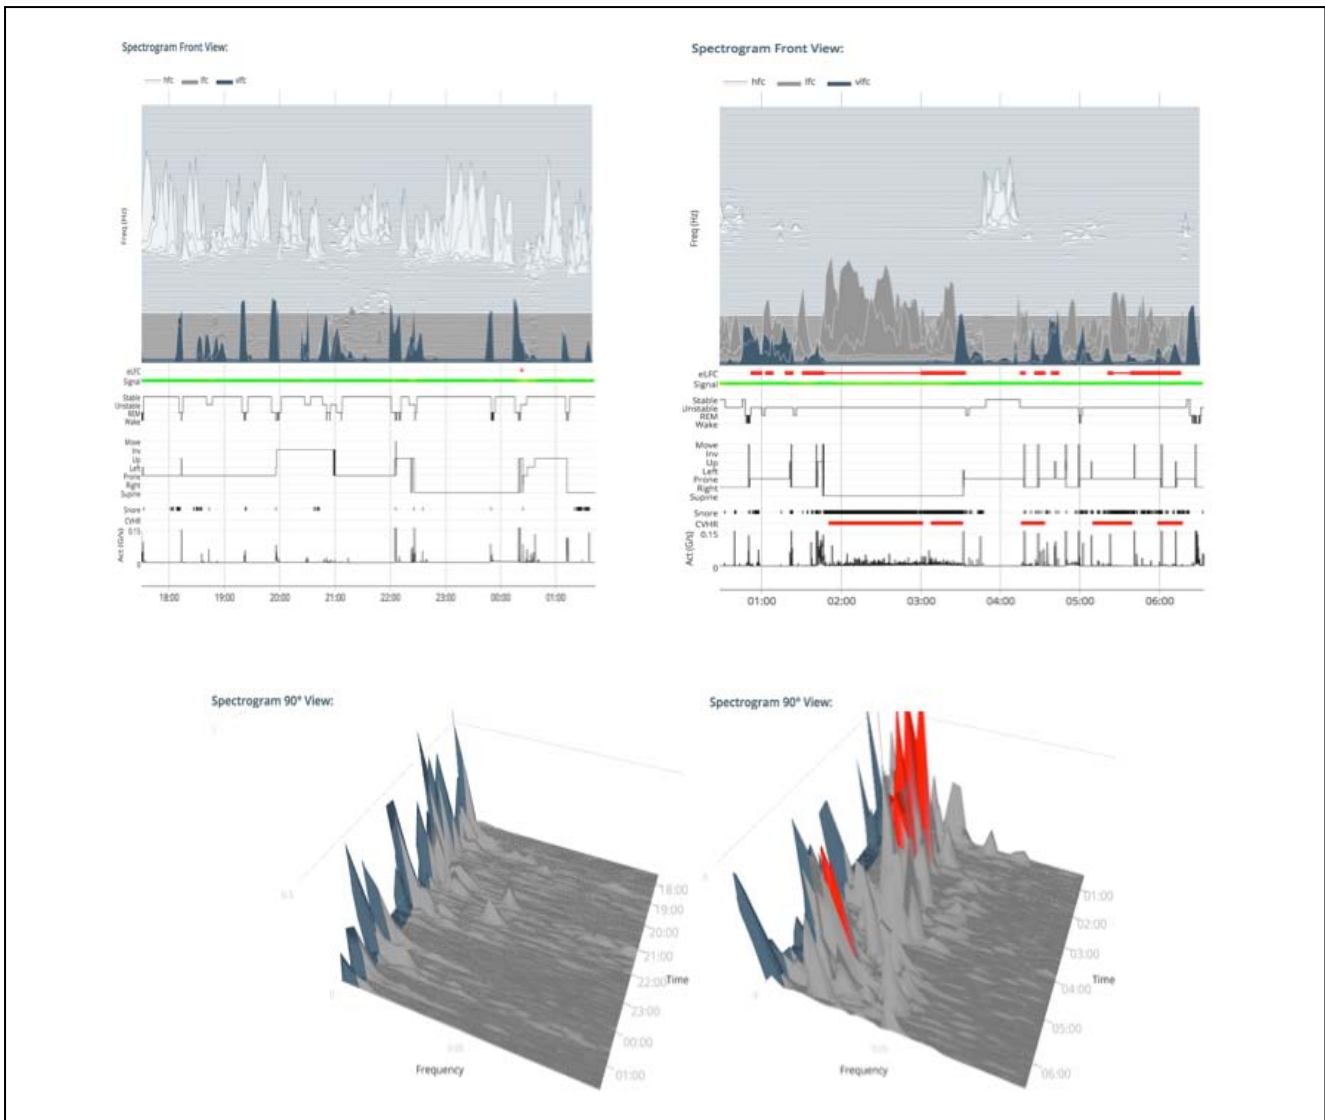 Spectrogram Front View:
hfc lfc vlfc
Freq (Hz)
eLFC
Signal
Stable
Unstable
REM
Wake
Move
Inv
Up
Left
Prone
Right
Supine
Snore
CVHR
0.15
Act (G/s)
0
18:00 19:00 20:00 21:00 22:00 23:00 00:00 01:00
Spectrogram Front View:
hfc lfc vlfc
Freq (Hz)
eLFC
Signal
Stable
Unstable
REM
Wake
Move
Inv
Up
Left
Prone
Right
Supine
Snore
CVHR
0.15
Act (G/s)
0
01:00 02:00 03:00 04:00 05:00 06:00
Spectrogram 90° View:
0.5
18:00
19:00
20:00
21:00
22:00 Time
23:00
00:00
01:00
0
Frequency
Spectrogram 90° View:
01:00
02:00
03:00
04:00 Time
05:00
06:00
0
Frequency